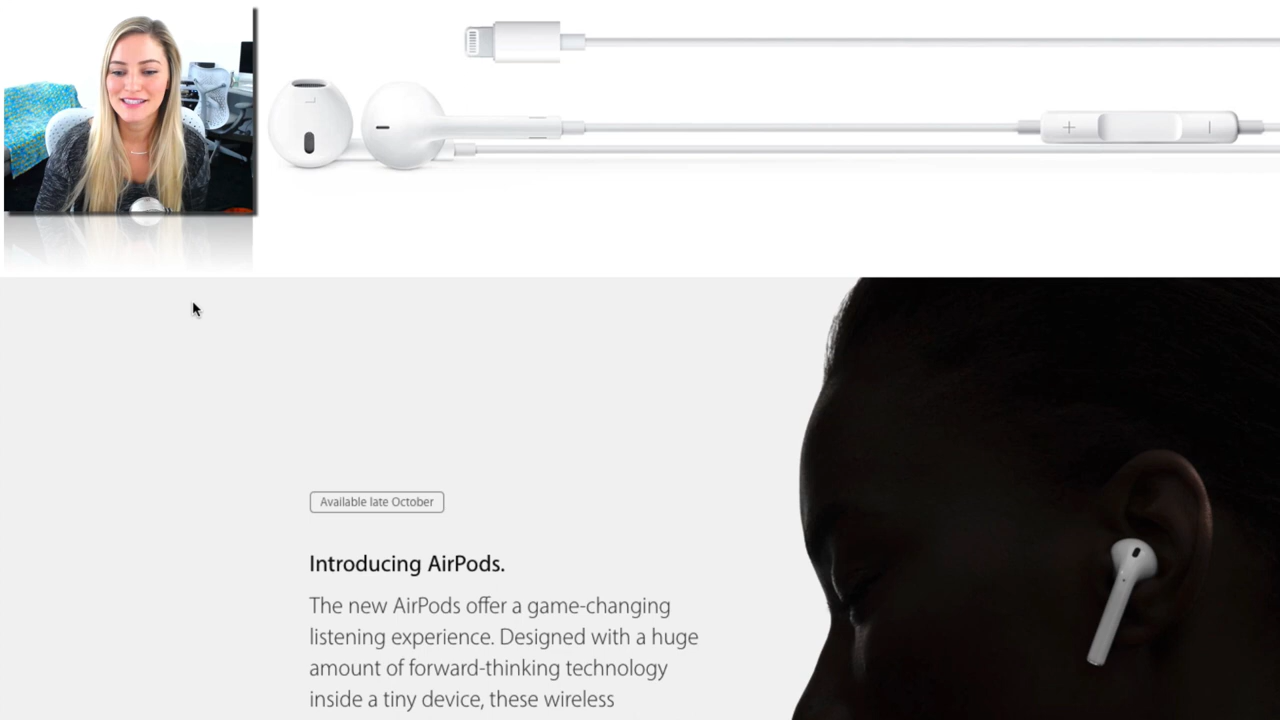 Available late October
Introducing AirPods.
The new AirPods offer a game-changing
listening experience. Designed with a huge
amount of forward-thinking technology
inside a tiny device, these wireless